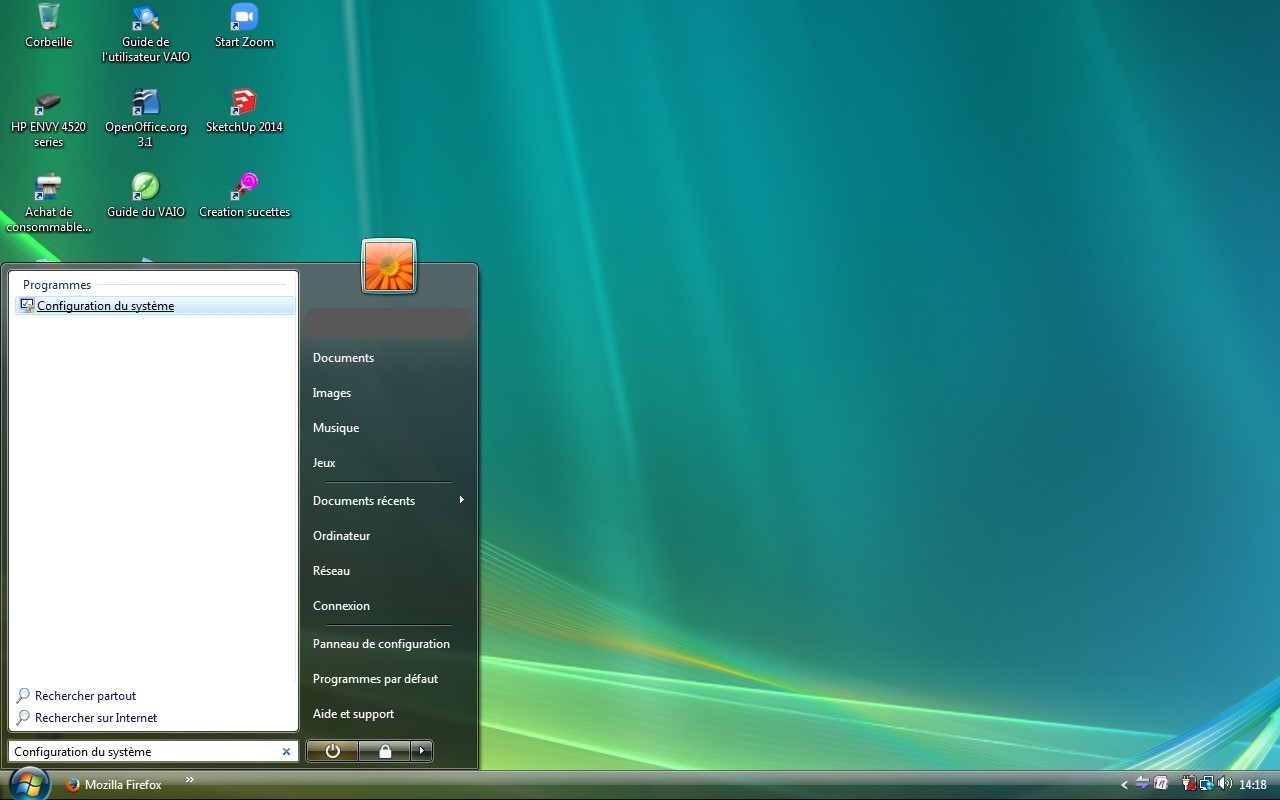 Corbeille
Guide de
l'utilisateur VAIO
Start Zoom
HP ENVY 4520
series
OpenOffice.org
3.1
SketchUp 2014
Achat de
consommable...
Guide du VAIO
Creation sucettes
Programmes
Configuration du système
Rechercher partout
Rechercher sur Internet
Configuration du système
Documents
Images
Musique
Jeux
Documents récents
Ordinateur
Réseau
Connexion
Panneau de configuration
Programmes par défaut
Aide et support
Mozilla Firefox
14:18